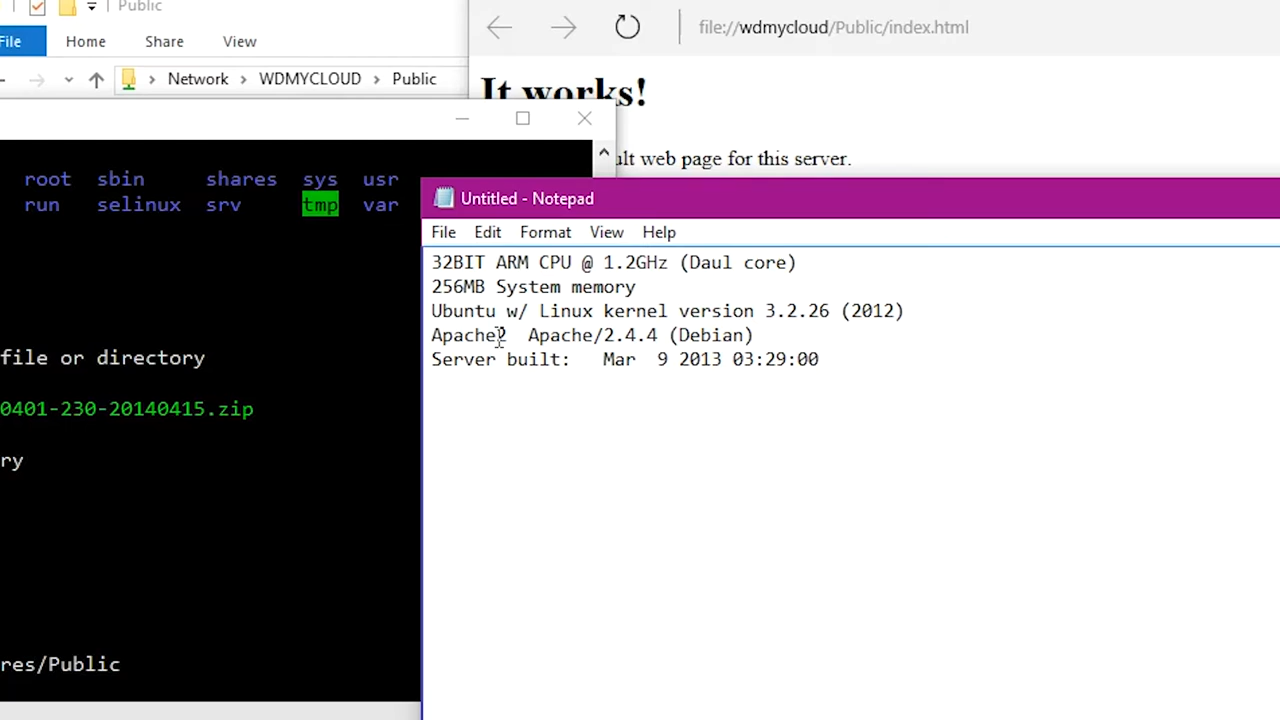 Public
File Home Share View
Network WDMYCLOUD Public
file://wdmycloud/Public/index.html
It works!
ult web page for this server.
root sbin shares sys usr
run selinux srv tmp var
file or directory
0401-230-20140415.zip
ry
res/Public
Untitled - Notepad
File Edit Format View Help
32BIT ARM CPU @ 1.2GHz (Daul core)
256MB System memory
Ubuntu w/ Linux kernel version 3.2.26 (2012)
Apache2 Apache/2.4.4 (Debian)
Server built: Mar 9 2013 03:29:00